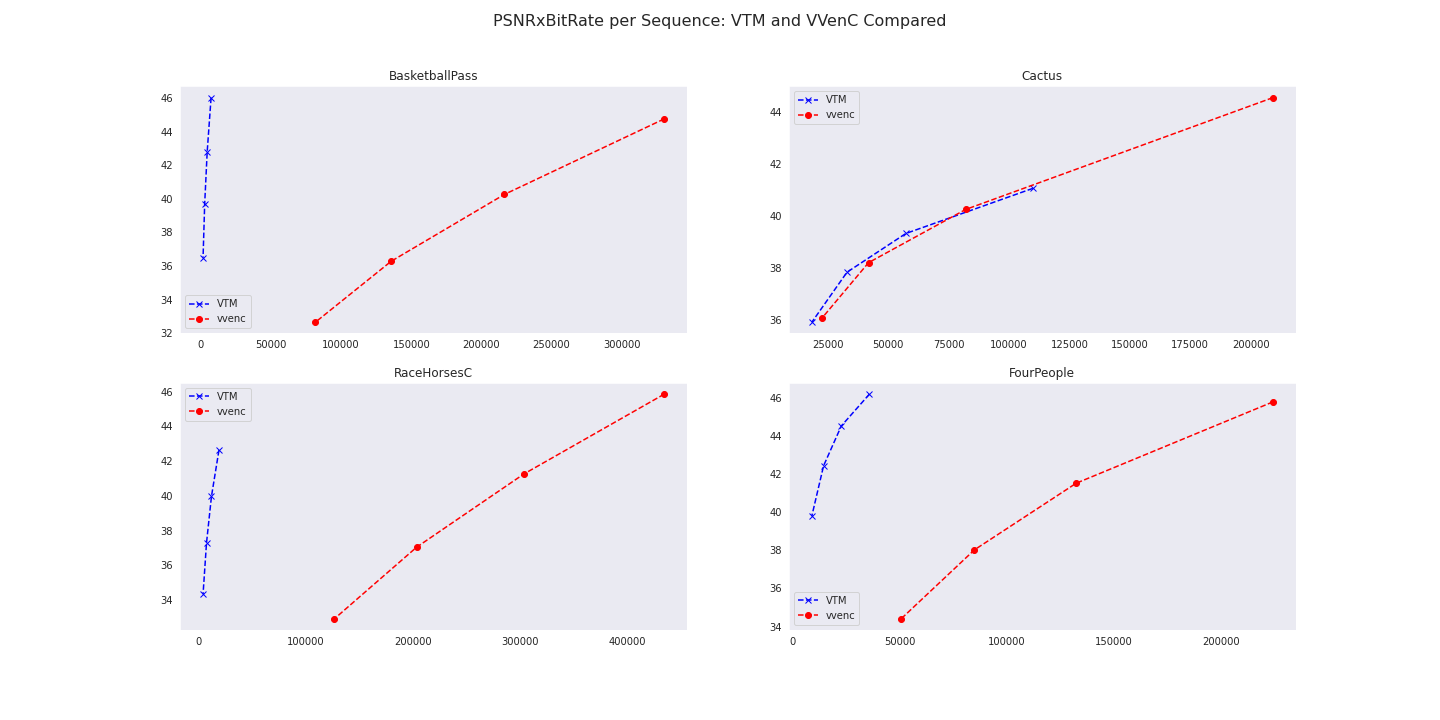 PSNRxBitRate per Sequence: VTM and VVenC Compared
BasketballPass
46
44
42
40
38
36
34
32
0 50000 100000 150000 200000 250000 300000
VTM
vvenc
Cactus
44
42
40
38
36
25000 50000 75000 100000 125000 150000 175000 200000
VTM
vvenc
RaceHorsesC
46
44
42
40
38
36
34
0 100000 200000 300000 400000
VTM
vvenc
FourPeople
46
44
42
40
38
36
34
0 50000 100000 150000 200000
VTM
vvenc